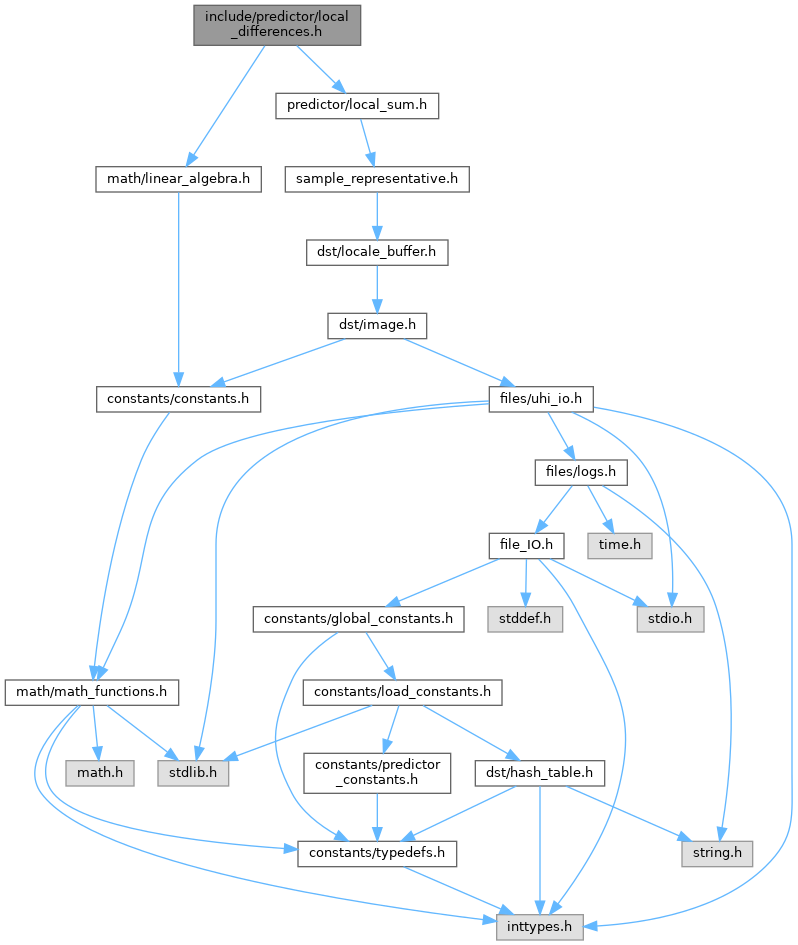 include/predictor/local
_differences.h
predictor/local_sum.h
math/linear_algebra.h
sample_representative.h
dst/locale_buffer.h
dst/image.h
constants/constants.h
files/uhi_io.h
files/logs.h
file_IO.h
time.h
constants/global_constants.h
stddef.h
stdio.h
math/math_functions.h
constants/load_constants.h
math.h
stdlib.h
constants/predictor
_constants.h
dst/hash_table.h
constants/typedefs.h
string.h
inttypes.h